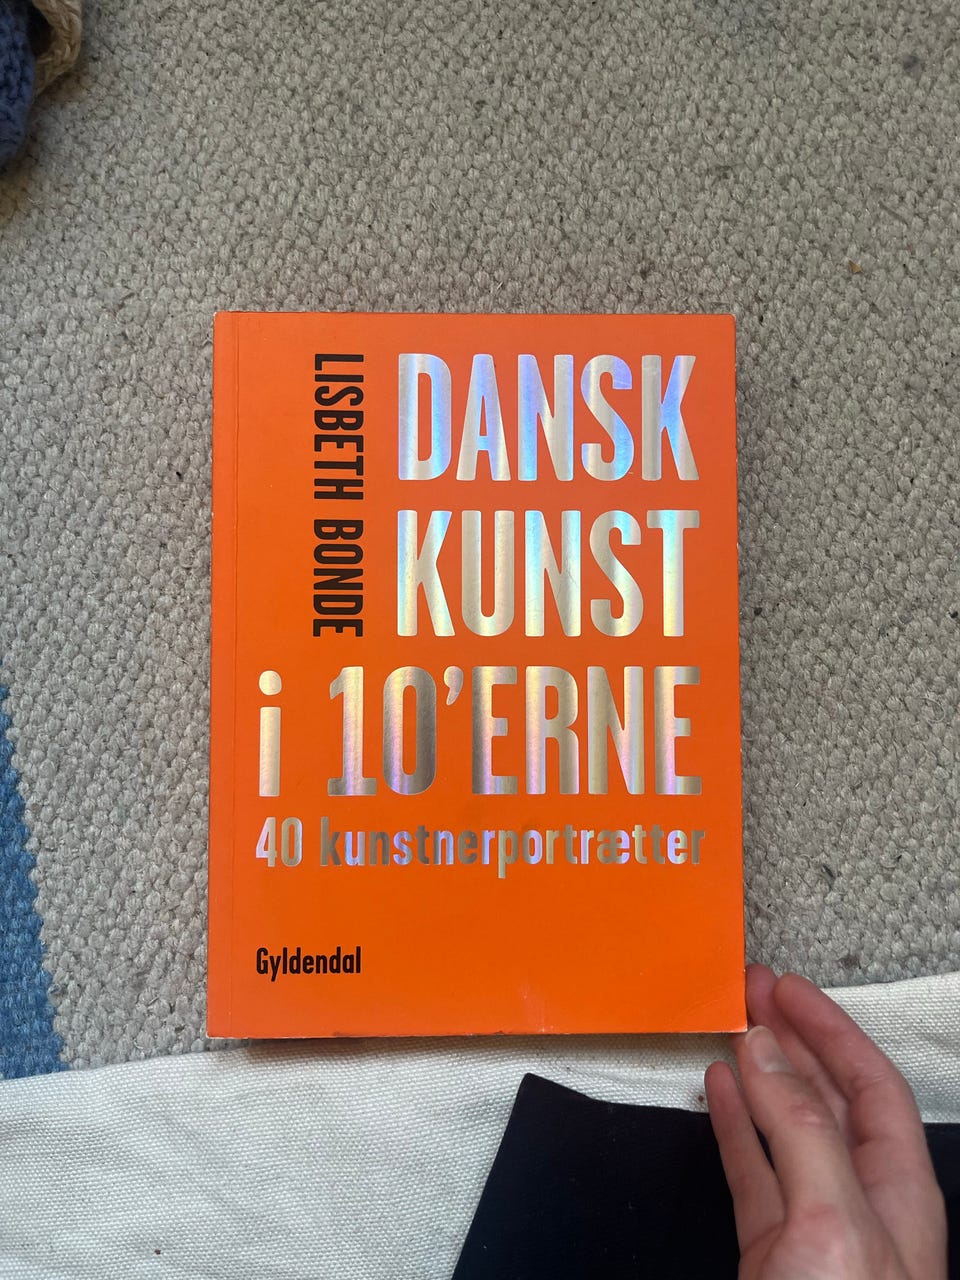 LISBETH BONDE
DANSK
KUNST
i 10'ERNE
40 kunstnerportrætter
Gyldendal